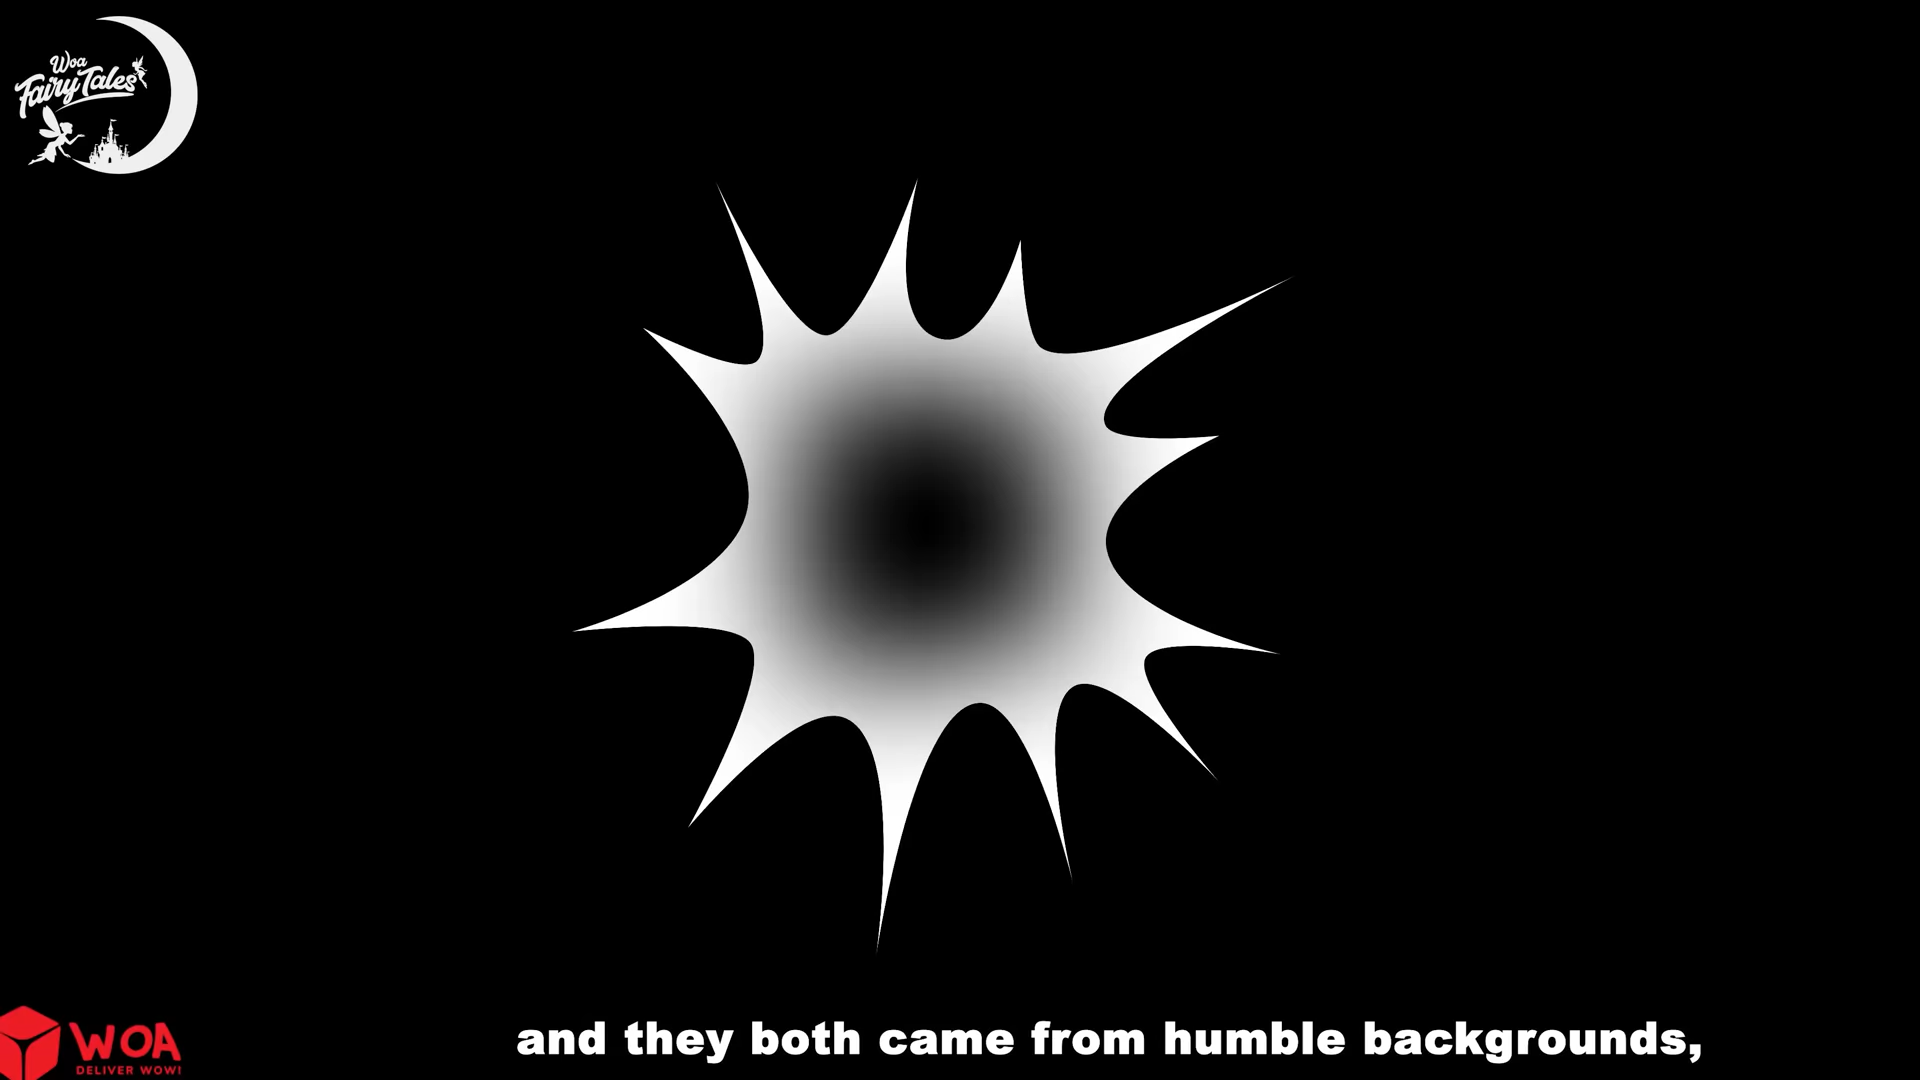 Woa
Fairy Tales
WOA
DELIVER WOW!
and they both came from humble backgrounds,